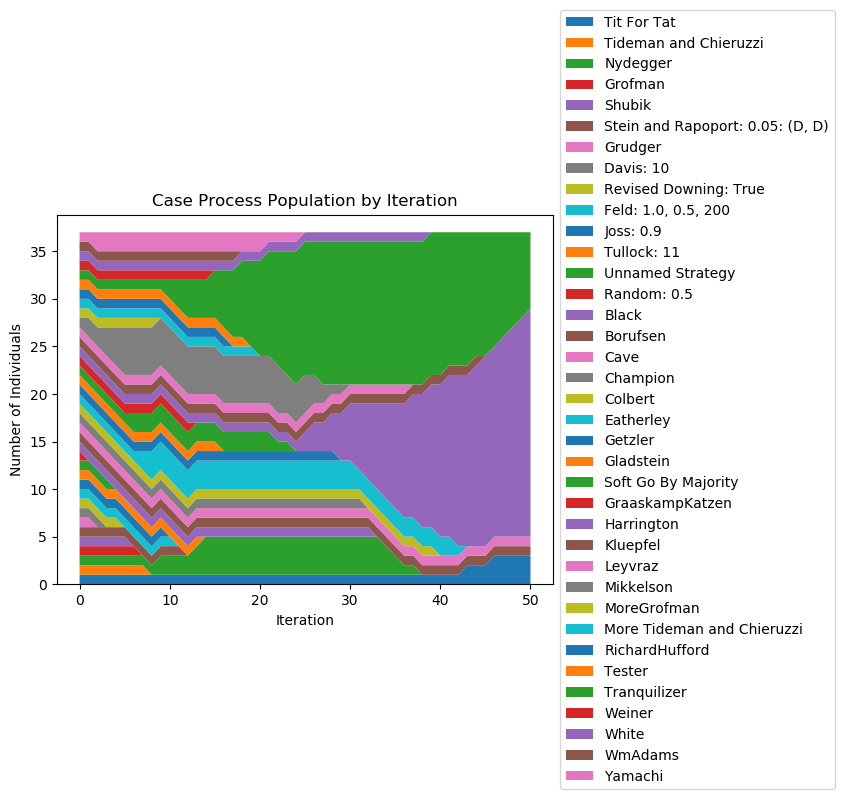 Case Process Population by Iteration
Number of Individuals
35
30
25
20
15
10
5
0
0 10 20 30 40 50
Iteration
Tit For Tat
Tideman and Chieruzzi
Nydegger
Grofman
Shubik
Stein and Rapoport: 0.05: (D, D)
Grudger
Davis: 10
Revised Downing: True
Feld: 1.0, 0.5, 200
Joss: 0.9
Tullock: 11
Unnamed Strategy
Random: 0.5
Black
Borufsen
Cave
Champion
Colbert
Eatherley
Getzler
Gladstein
Soft Go By Majority
GraaskampKatzen
Harrington
Kluepfel
Leyvraz
Mikkelson
MoreGrofman
More Tideman and Chieruzzi
RichardHufford
Tester
Tranquilizer
Weiner
White
WmAdams
Yamachi